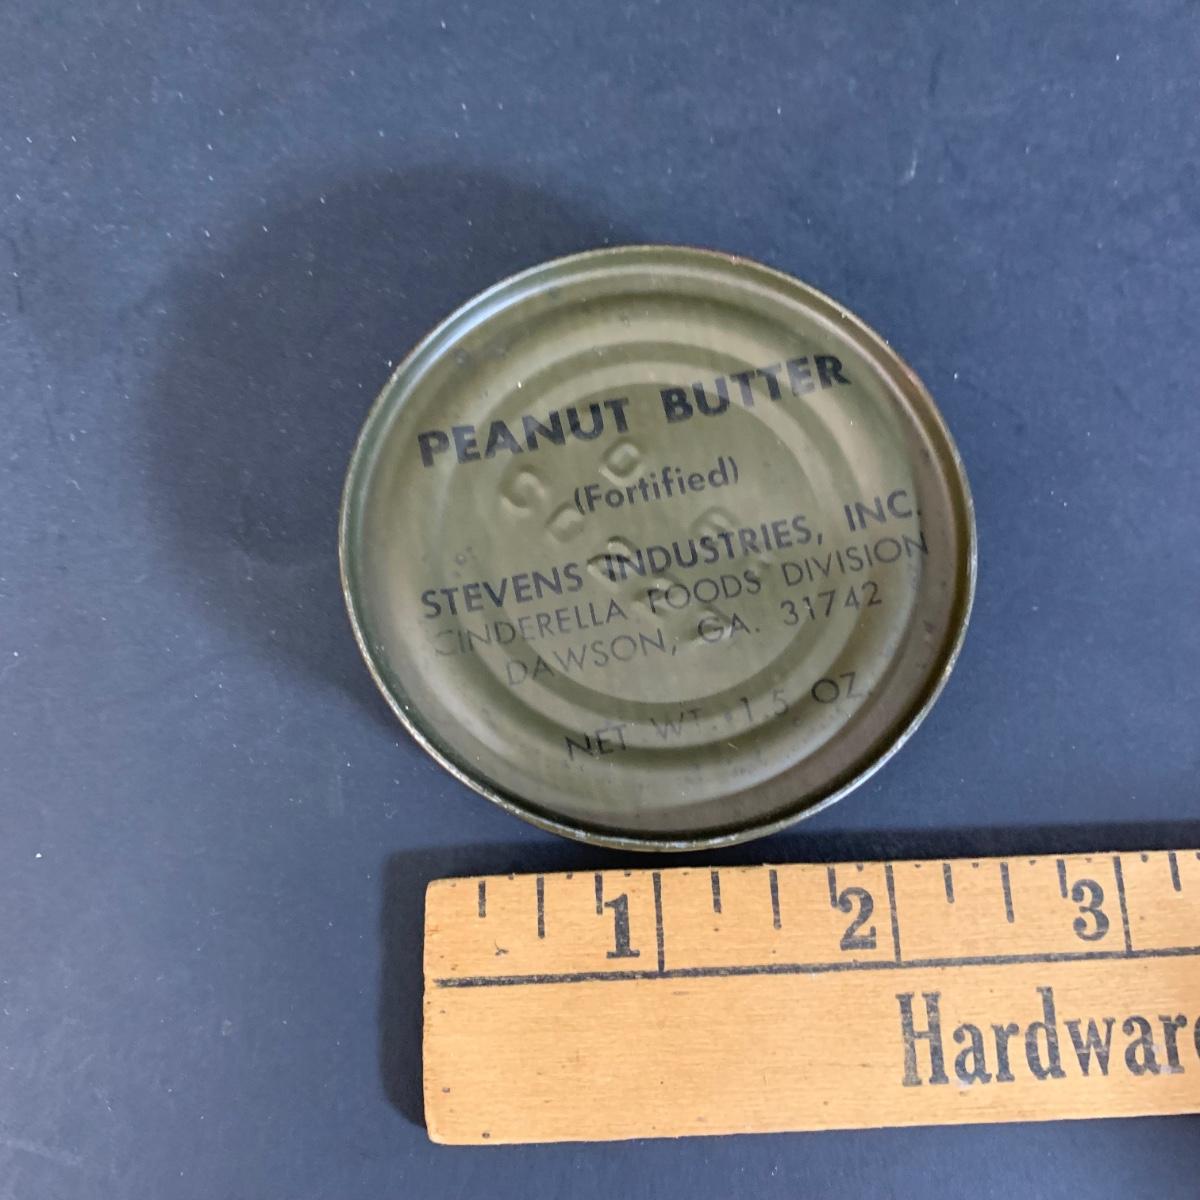 PEANUT BUTTER
(Fortified)
STEVENS INDUSTRIES, INC.
CINDERELLA FOODS DIVISION
DAWSON, GA. 31742
NET WT. 1.5 OZ.
1 2 3
Hardware